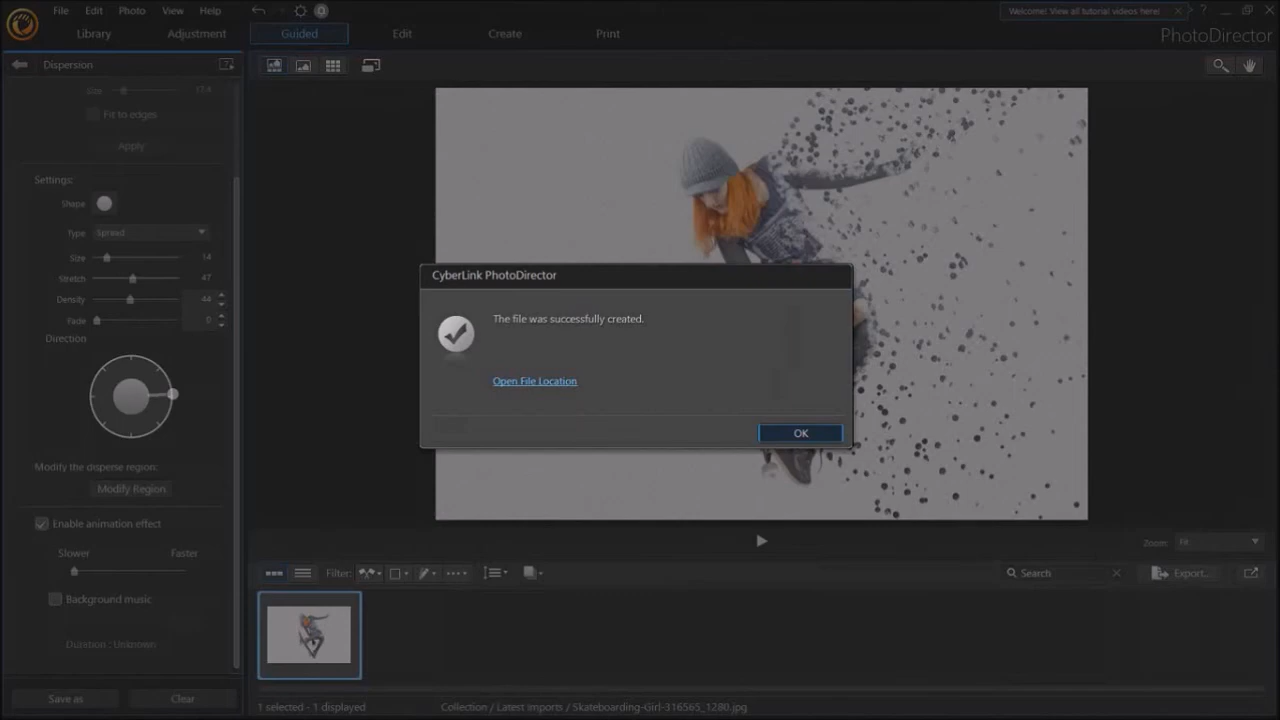 File Edit Photo View Help
Welcome! View all tutorial videos here!
Library Adjustment Guided Edit Create Print
PhotoDirector
Dispersion
Size 17.4
Fit to edges
Apply
Settings:
Shape
Type Spread
Size 14
Stretch 47
Density 44
Fade 0
Direction
Modify the disperse region:
Modify Region
Enable animation effect
Slower Faster
Background music
Duration : Unknown
Save as Clear
CyberLink PhotoDirector
The file was successfully created.
Open File Location
OK
Zoom: Fit
Filter:
Search
Export...
1 selected - 1 displayed
Collection / Latest Imports / Skateboarding-Girl-316565_1280.jpg